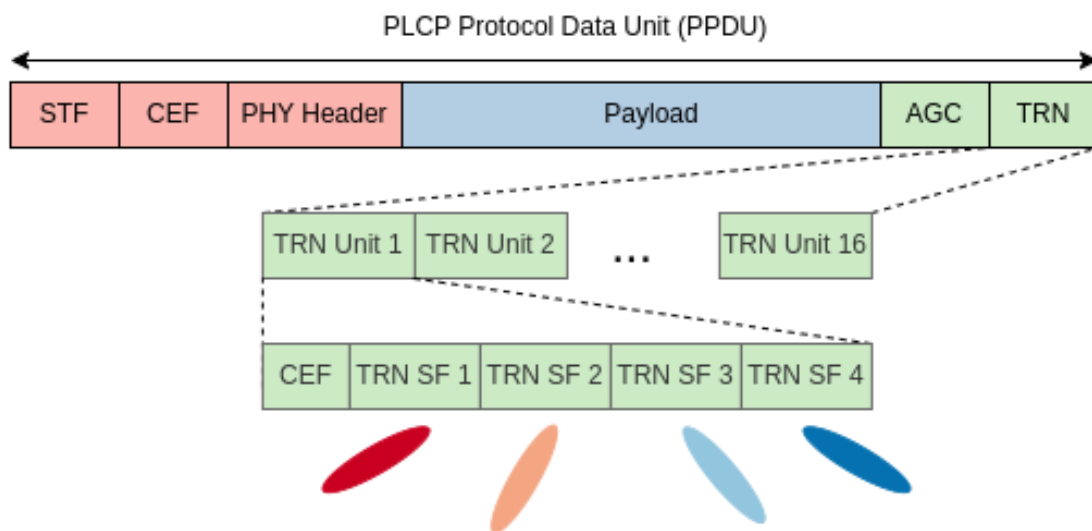 PLCP Protocol Data Unit (PPDU)
STF CEF PHY Header Payload AGC TRN
TRN Unit 1 TRN Unit 2 ... TRN Unit 16
CEF TRN SF 1 TRN SF 2 TRN SF 3 TRN SF 4